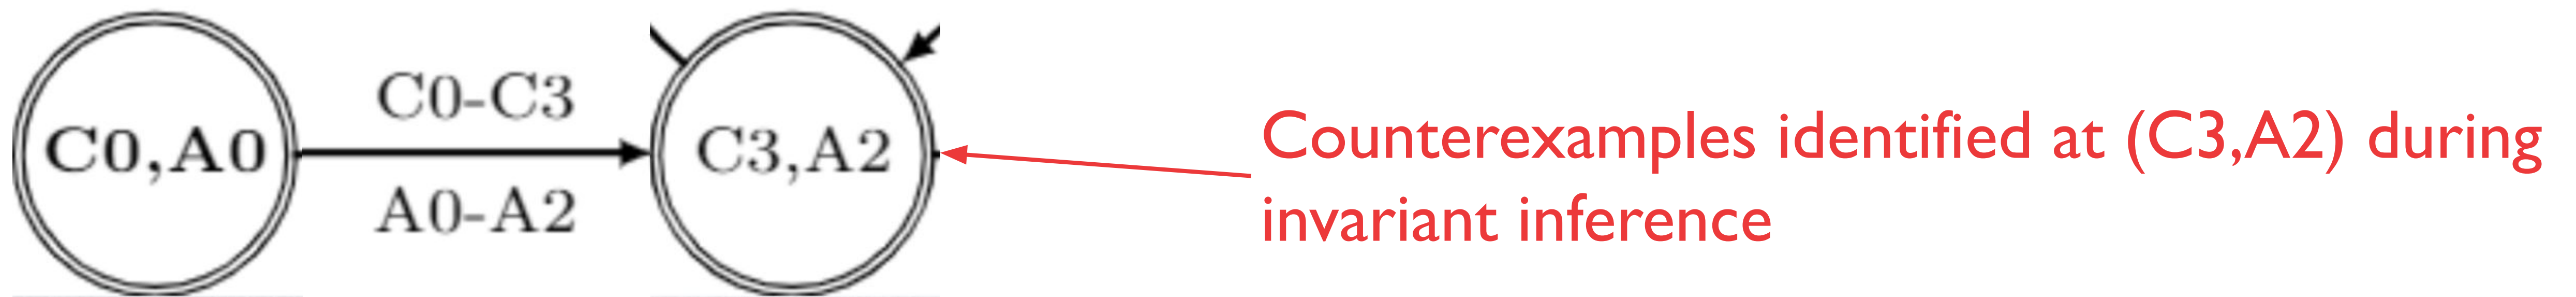 C0,A0
C0-C3
A0-A2
C3,A2
Counterexamples identified at (C3,A2) during
invariant inference